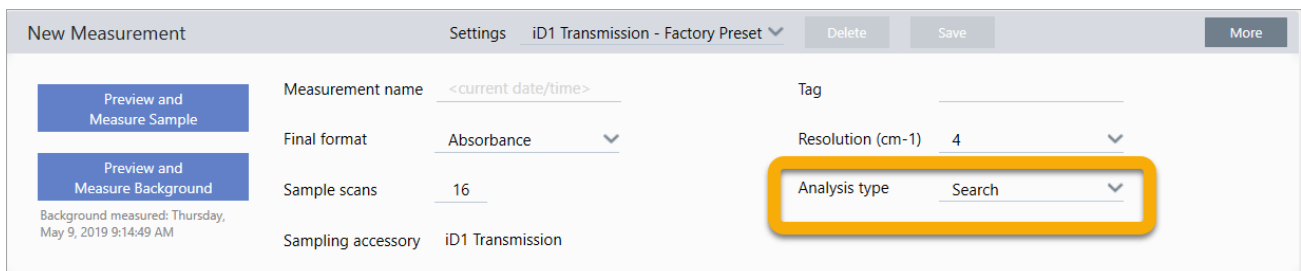 New Measurement
Settings iD1 Transmission - Factory Preset
Delete
Save
More
Preview and
Measure Sample
Preview and
Measure Background
Background measured: Thursday,
May 9, 2019 9:14:49 AM
Measurement name <current date/time>
Final format Absorbance
Sample scans 16
Sampling accessory iD1 Transmission
Tag
Resolution (cm-1) 4
Analysis type Search